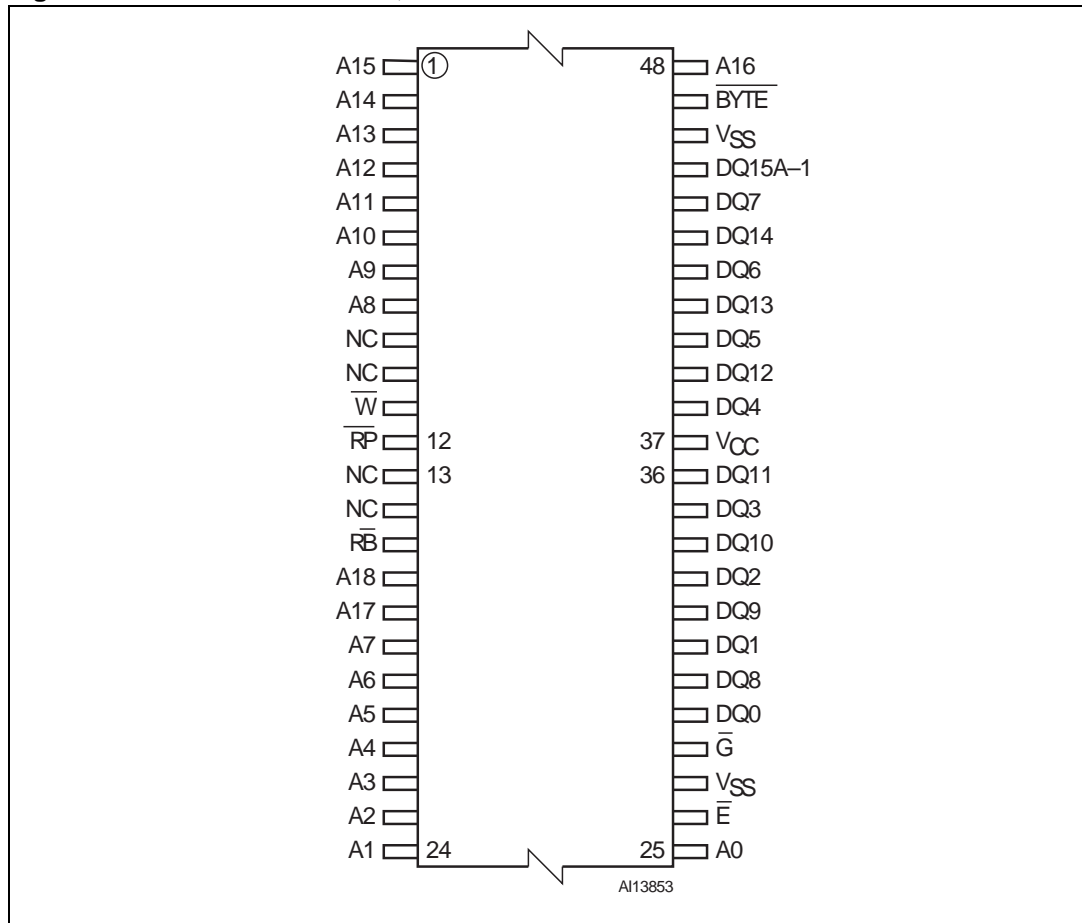 A15 ① 48 A16
A14 B̅Y̅T̅E̅
A13 VSS
A12 DQ15A–1
A11 DQ7
A10 DQ14
A9 DQ6
A8 DQ13
NC DQ5
NC DQ12
W̅ DQ4
R̅P̅ 12 37 VCC
NC 13 36 DQ11
NC DQ3
RB̅ DQ10
A18 DQ2
A17 DQ9
A7 DQ1
A6 DQ8
A5 DQ0
A4 G̅
A3 VSS
A2 E̅
A1 24 25 A0
AI13853